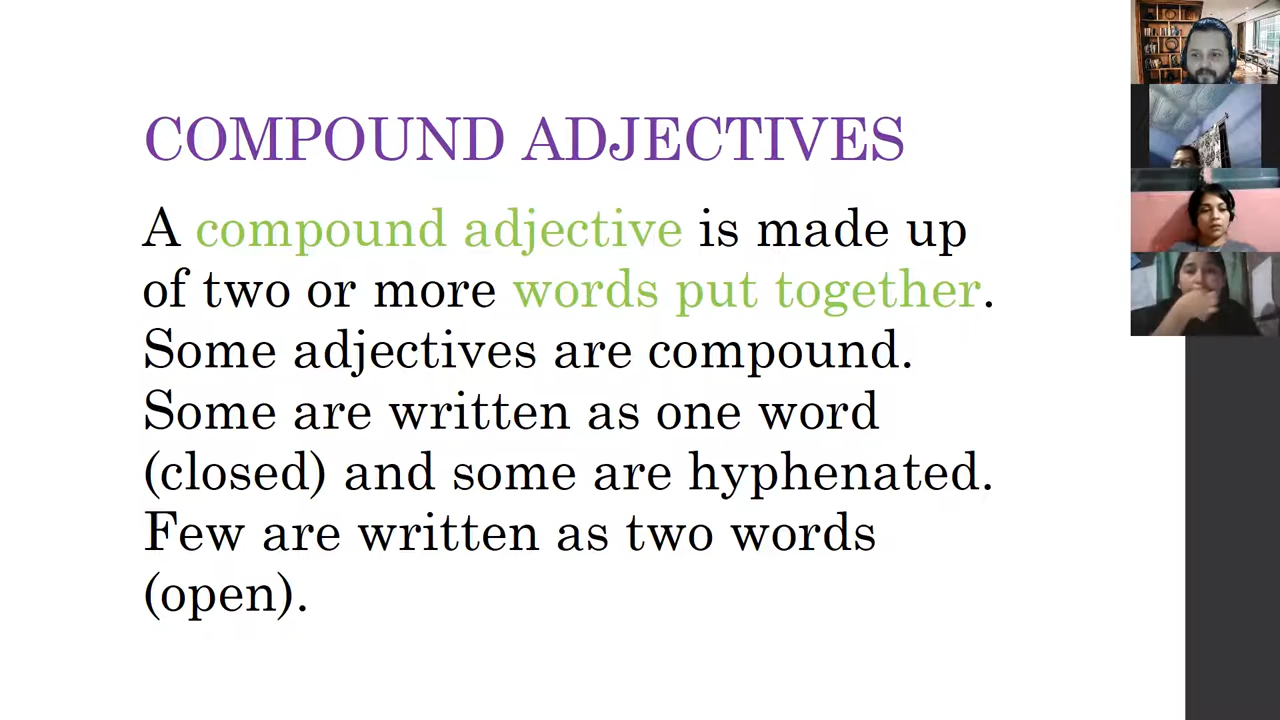 COMPOUND ADJECTIVES
A compound adjective is made up
of two or more words put together.
Some adjectives are compound.
Some are written as one word
(closed) and some are hyphenated.
Few are written as two words
(open).